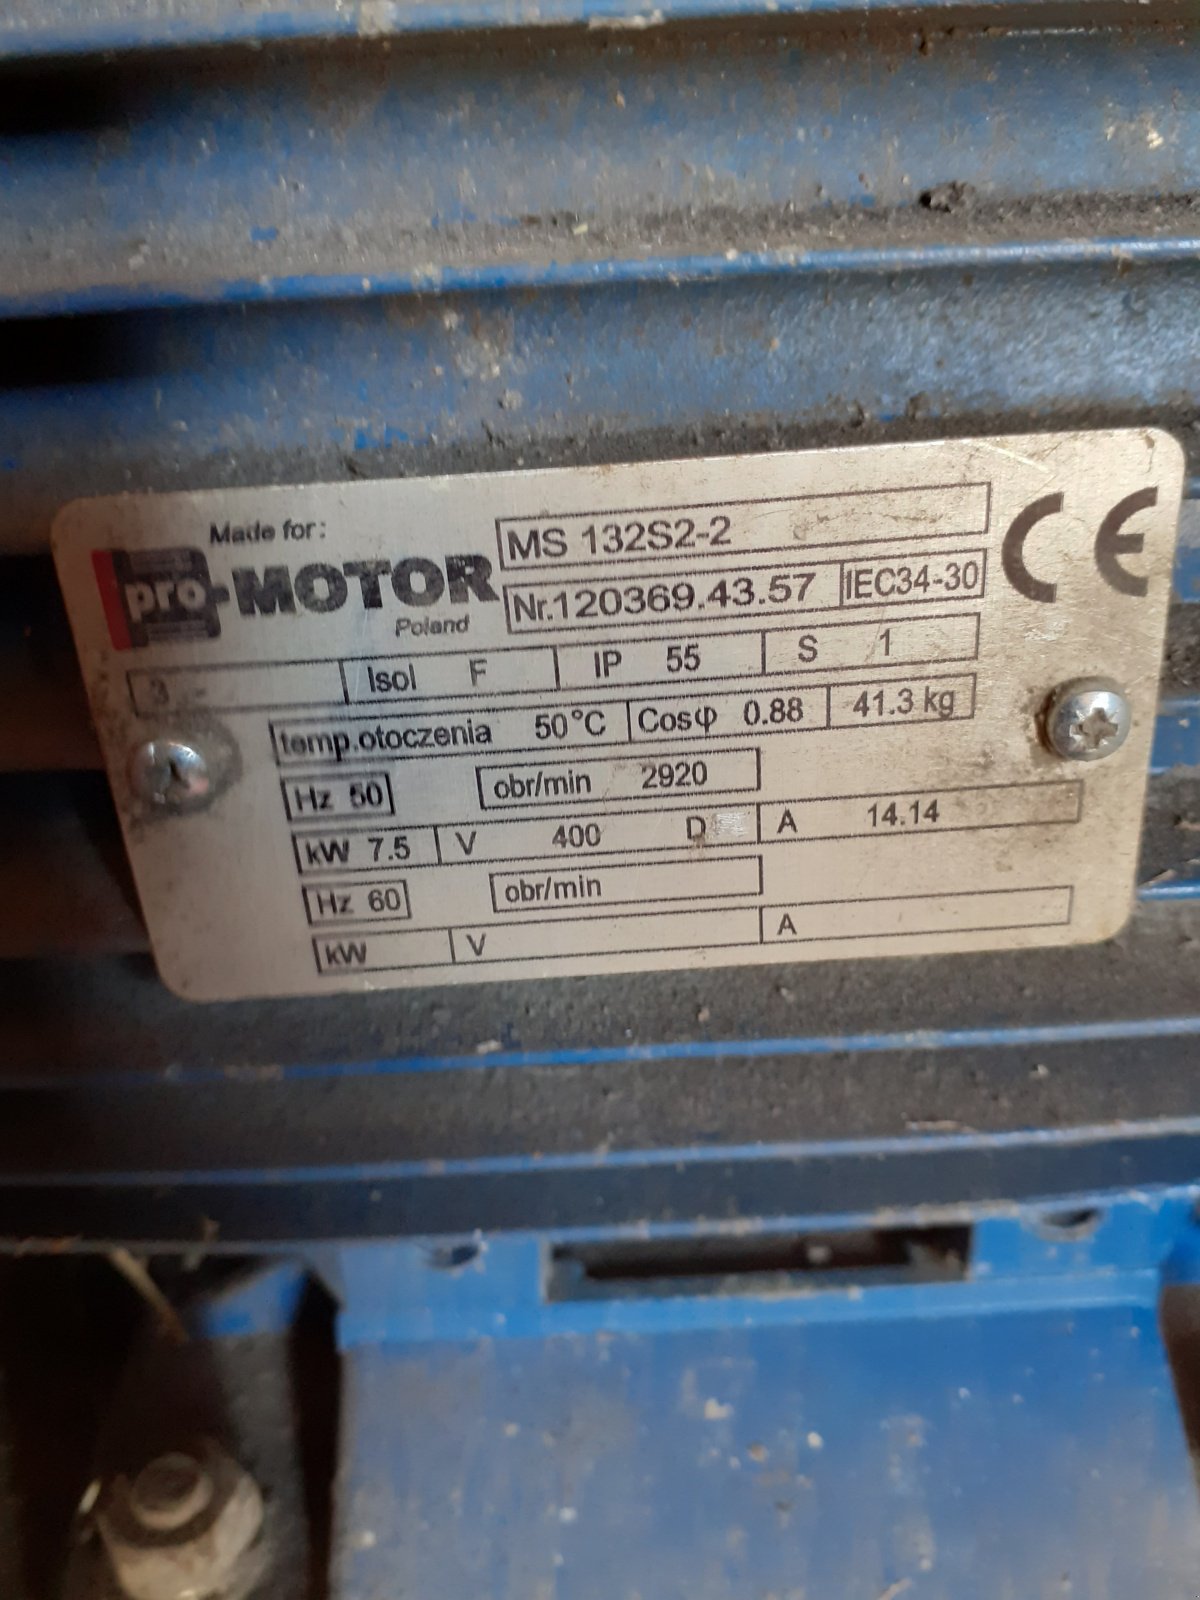 Made for:
pro-MOTOR
Poland
MS 132S2-2
Nr.120369.43.57 IEC34-30
CE
3 Isol F IP 55 S 1
temp.otoczenia 50°C Cosφ 0.88 41.3 kg
Hz 50 obr/min 2920
kW 7.5 V 400 D A 14.14
Hz 60 obr/min
kW V A